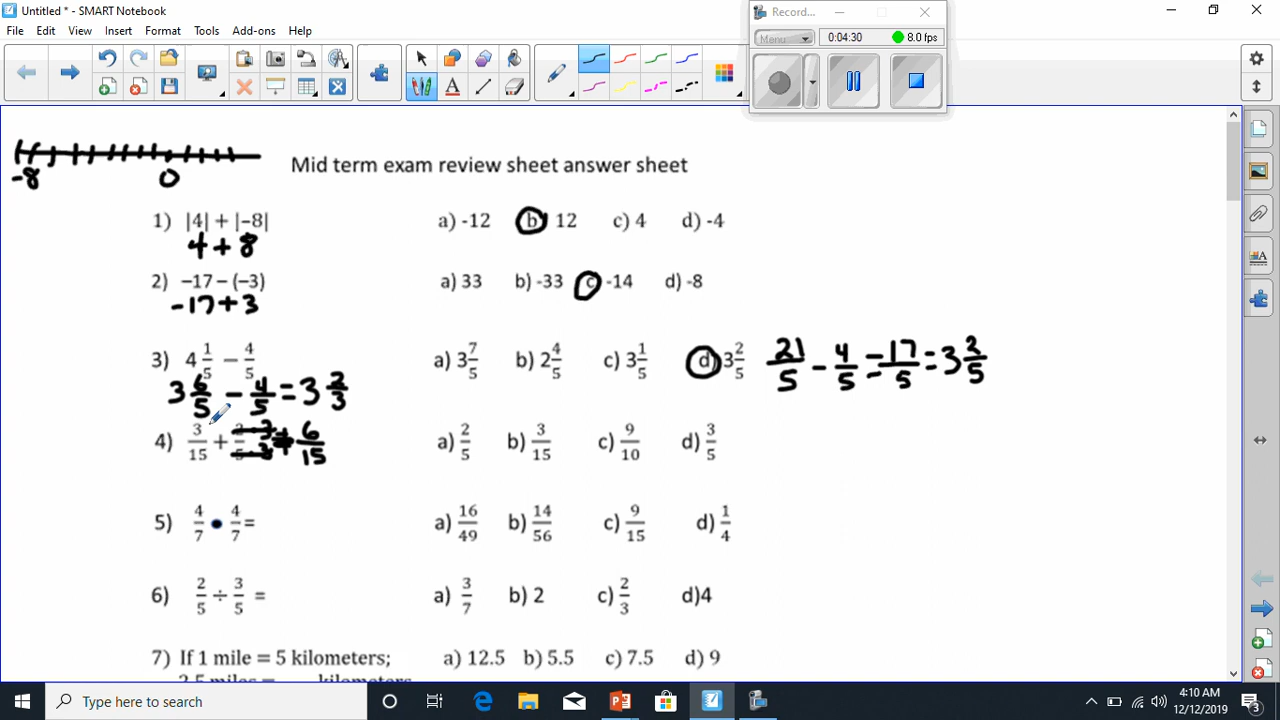 Untitled * - SMART Notebook
Record...
File Edit View Insert Format Tools Add-ons Help
Menu 0:04:30 8.0 fps
-8 0
Mid term exam review sheet answer sheet
1) |4| + |−8| a) -12 b) 12 c) 4 d) -4
4 + 8
2) −17 − (−3) a) 33 b) -33 c) -14 d) -8
-17+3
3) 4 1/5 − 4/5 a) 3 7/5 b) 2 4/5 c) 3 1/5 d) 3 2/5 21/5 - 4/5 = 17/5 = 3 2/5
3 6/5 - 4/5 = 3 2/3
4) 3/15 + 6/15 a) 2/5 b) 3/15 c) 9/10 d) 3/5
5) 4/7 • 4/7 = a) 16/49 b) 14/56 c) 9/15 d) 1/4
6) 2/5 ÷ 3/5 = a) 3/7 b) 2 c) 2/3 d)4
7) If 1 mile = 5 kilometers; a) 12.5 b) 5.5 c) 7.5 d) 9
2.5 miles = kilometers
Type here to search
4:10 AM
12/12/2019
3